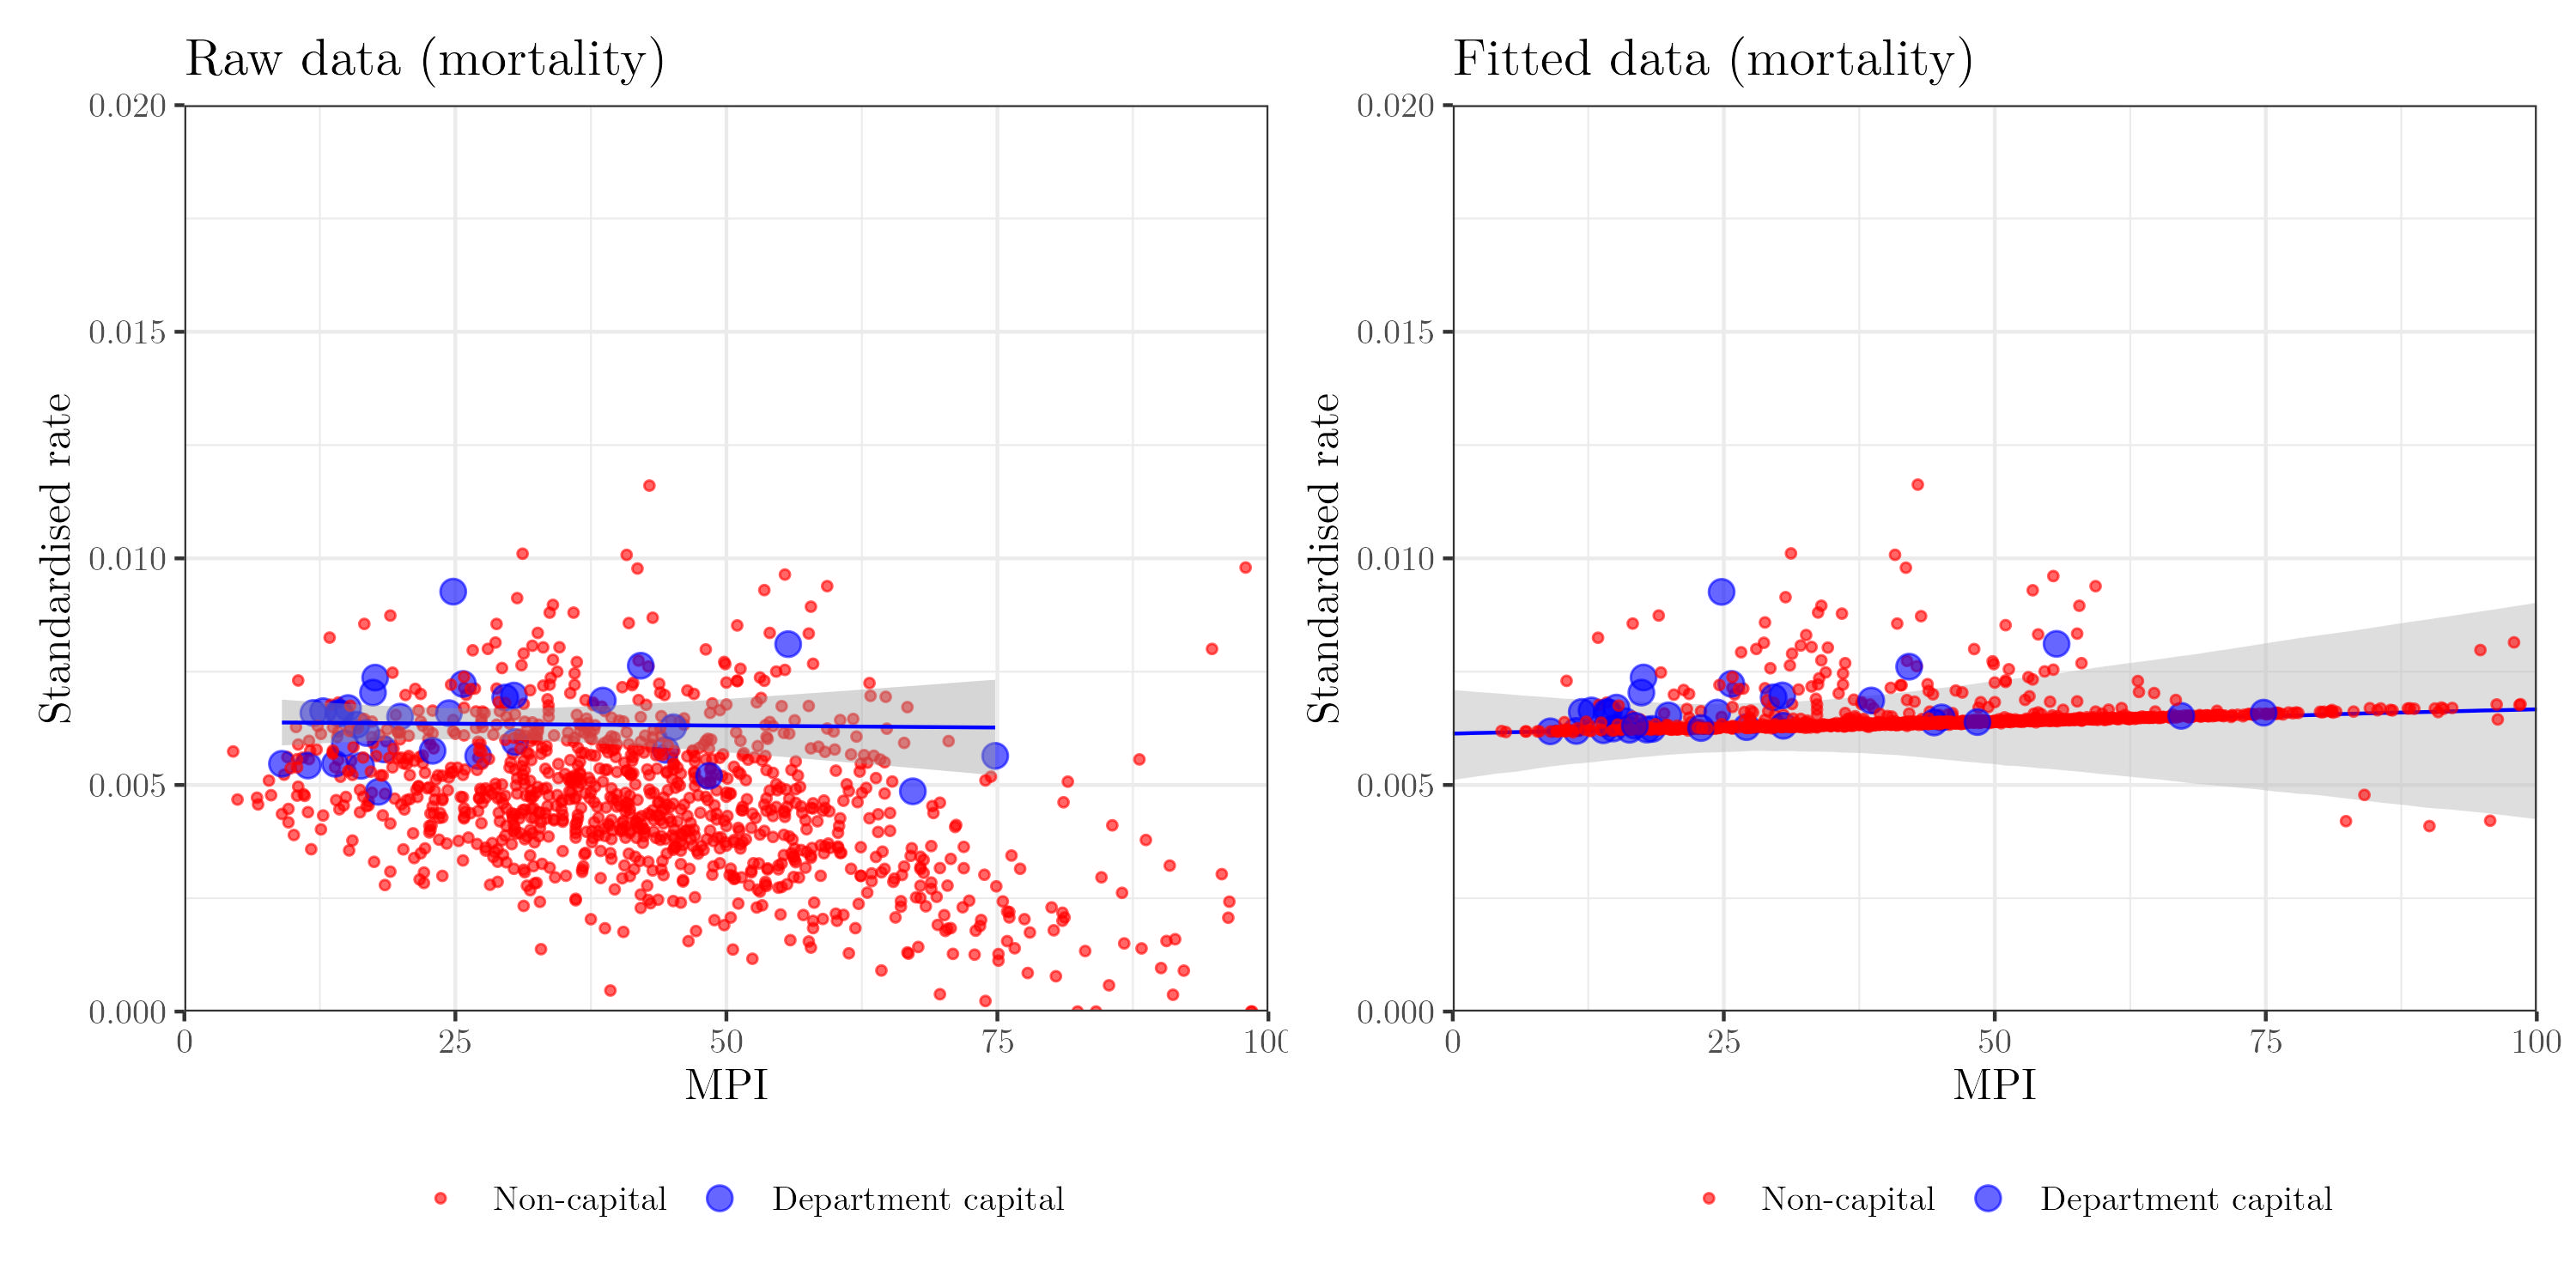 Raw data (mortality)
Standardised rate
0.020
0.015
0.010
0.005
0.000
0
25
50
75
100
MPI
Non-capital
Department capital
Fitted data (mortality)
Standardised rate
0.020
0.015
0.010
0.005
0.000
0
25
50
75
100
MPI
Non-capital
Department capital